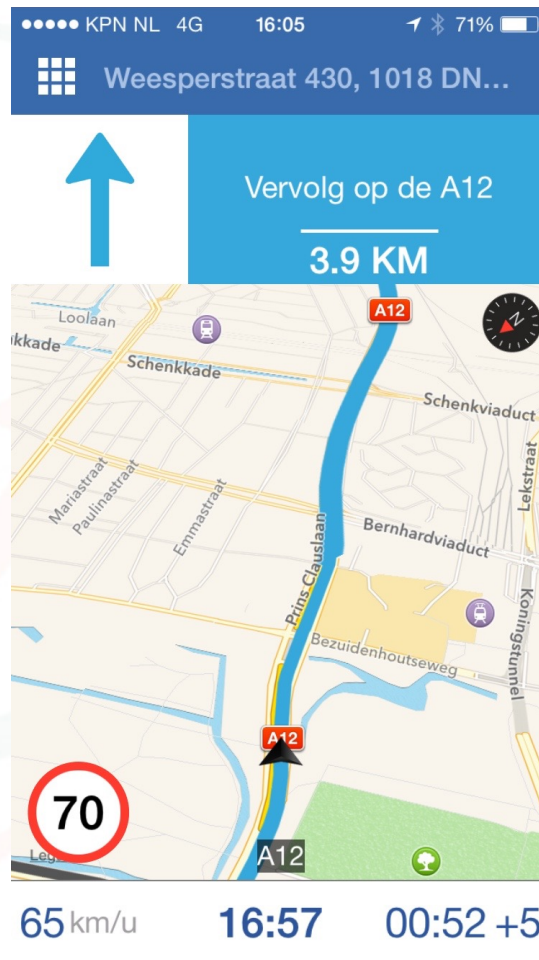 KPN NL 4G 16:05 71%
Weesperstraat 430, 1018 DN...
Vervolg op de A12
3.9 KM
A12
N
Loolaan
kkade
Schenkkade
Schenkviaduct
Lekstraat
Mariastraat
Paulinastraat
Emmastraat
Prins Clauslaan
Bernhardviaduct
Bezuidenhoutseweg
Koningstunnel
A12
70
A12
65 km/u 16:57 00:52 +5